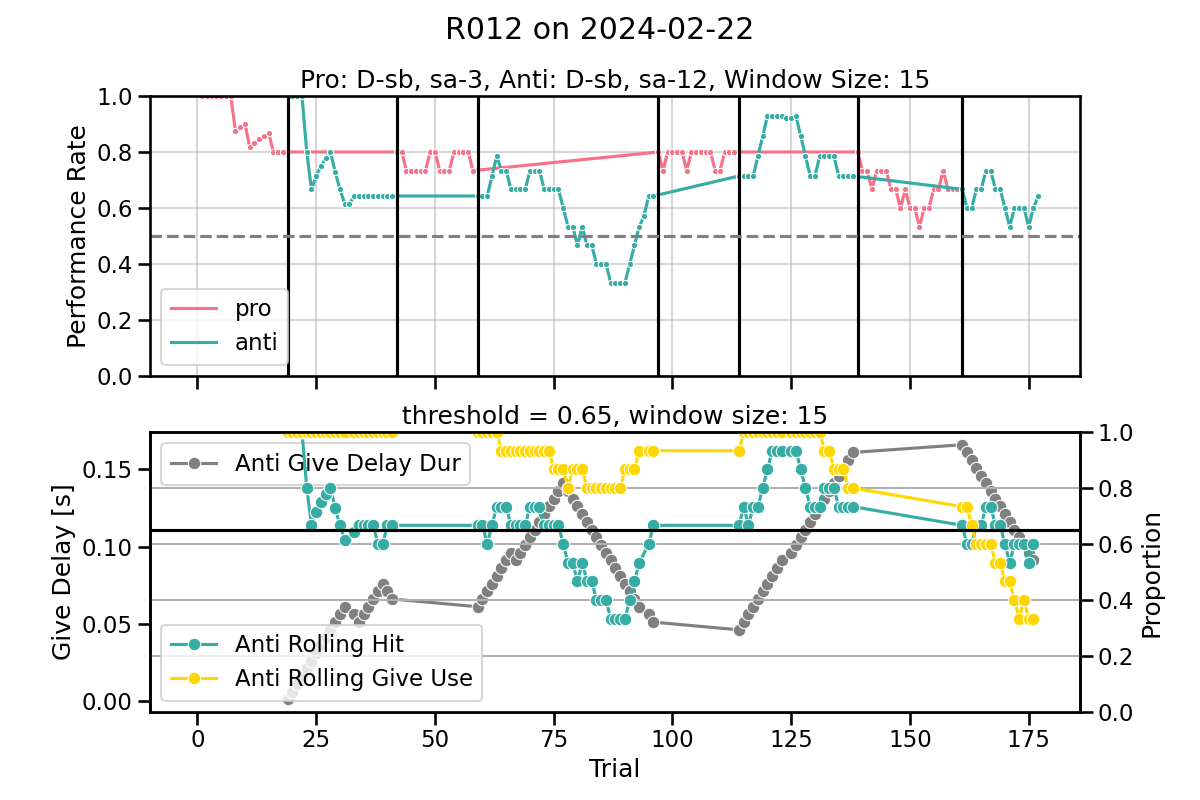 R012 on 2024-02-22
Pro: D-sb, sa-3, Anti: D-sb, sa-12, Window Size: 15
1.0
0.8
0.6
0.4
0.2
0.0
Performance Rate
pro
anti
threshold = 0.65, window size: 15
0.15
0.10
0.05
0.00
Give Delay [s]
Anti Give Delay Dur
Anti Rolling Hit
Anti Rolling Give Use
1.0
0.8
0.6
0.4
0.2
0.0
Proportion
0 25 50 75 100 125 150 175
Trial